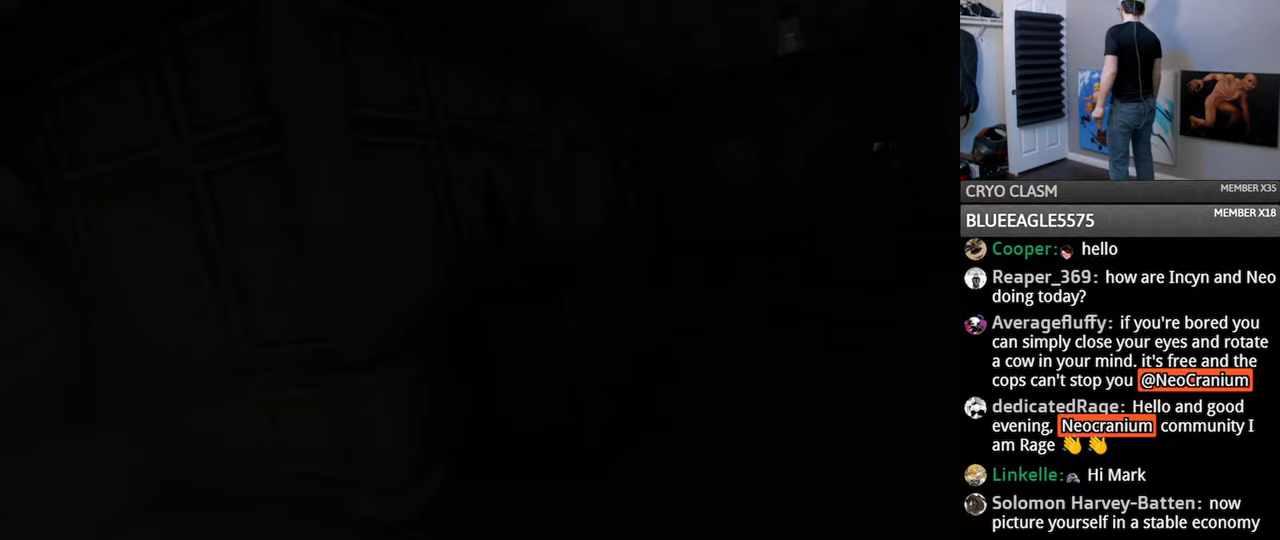 CRYO CLASM MEMBER X35
BLUEEAGLE5575 MEMBER X18
Cooper: hello
Reaper_369: how are Incyn and Neo
doing today?
Averagefluffy: if you're bored you
can simply close your eyes and rotate
a cow in your mind. it's free and the
cops can't stop you @NeoCranium
dedicatedRage: Hello and good
evening, Neocranium community I
am Rage 👋 👋
Linkelle: Hi Mark
Solomon Harvey-Batten: now
picture yourself in a stable economy